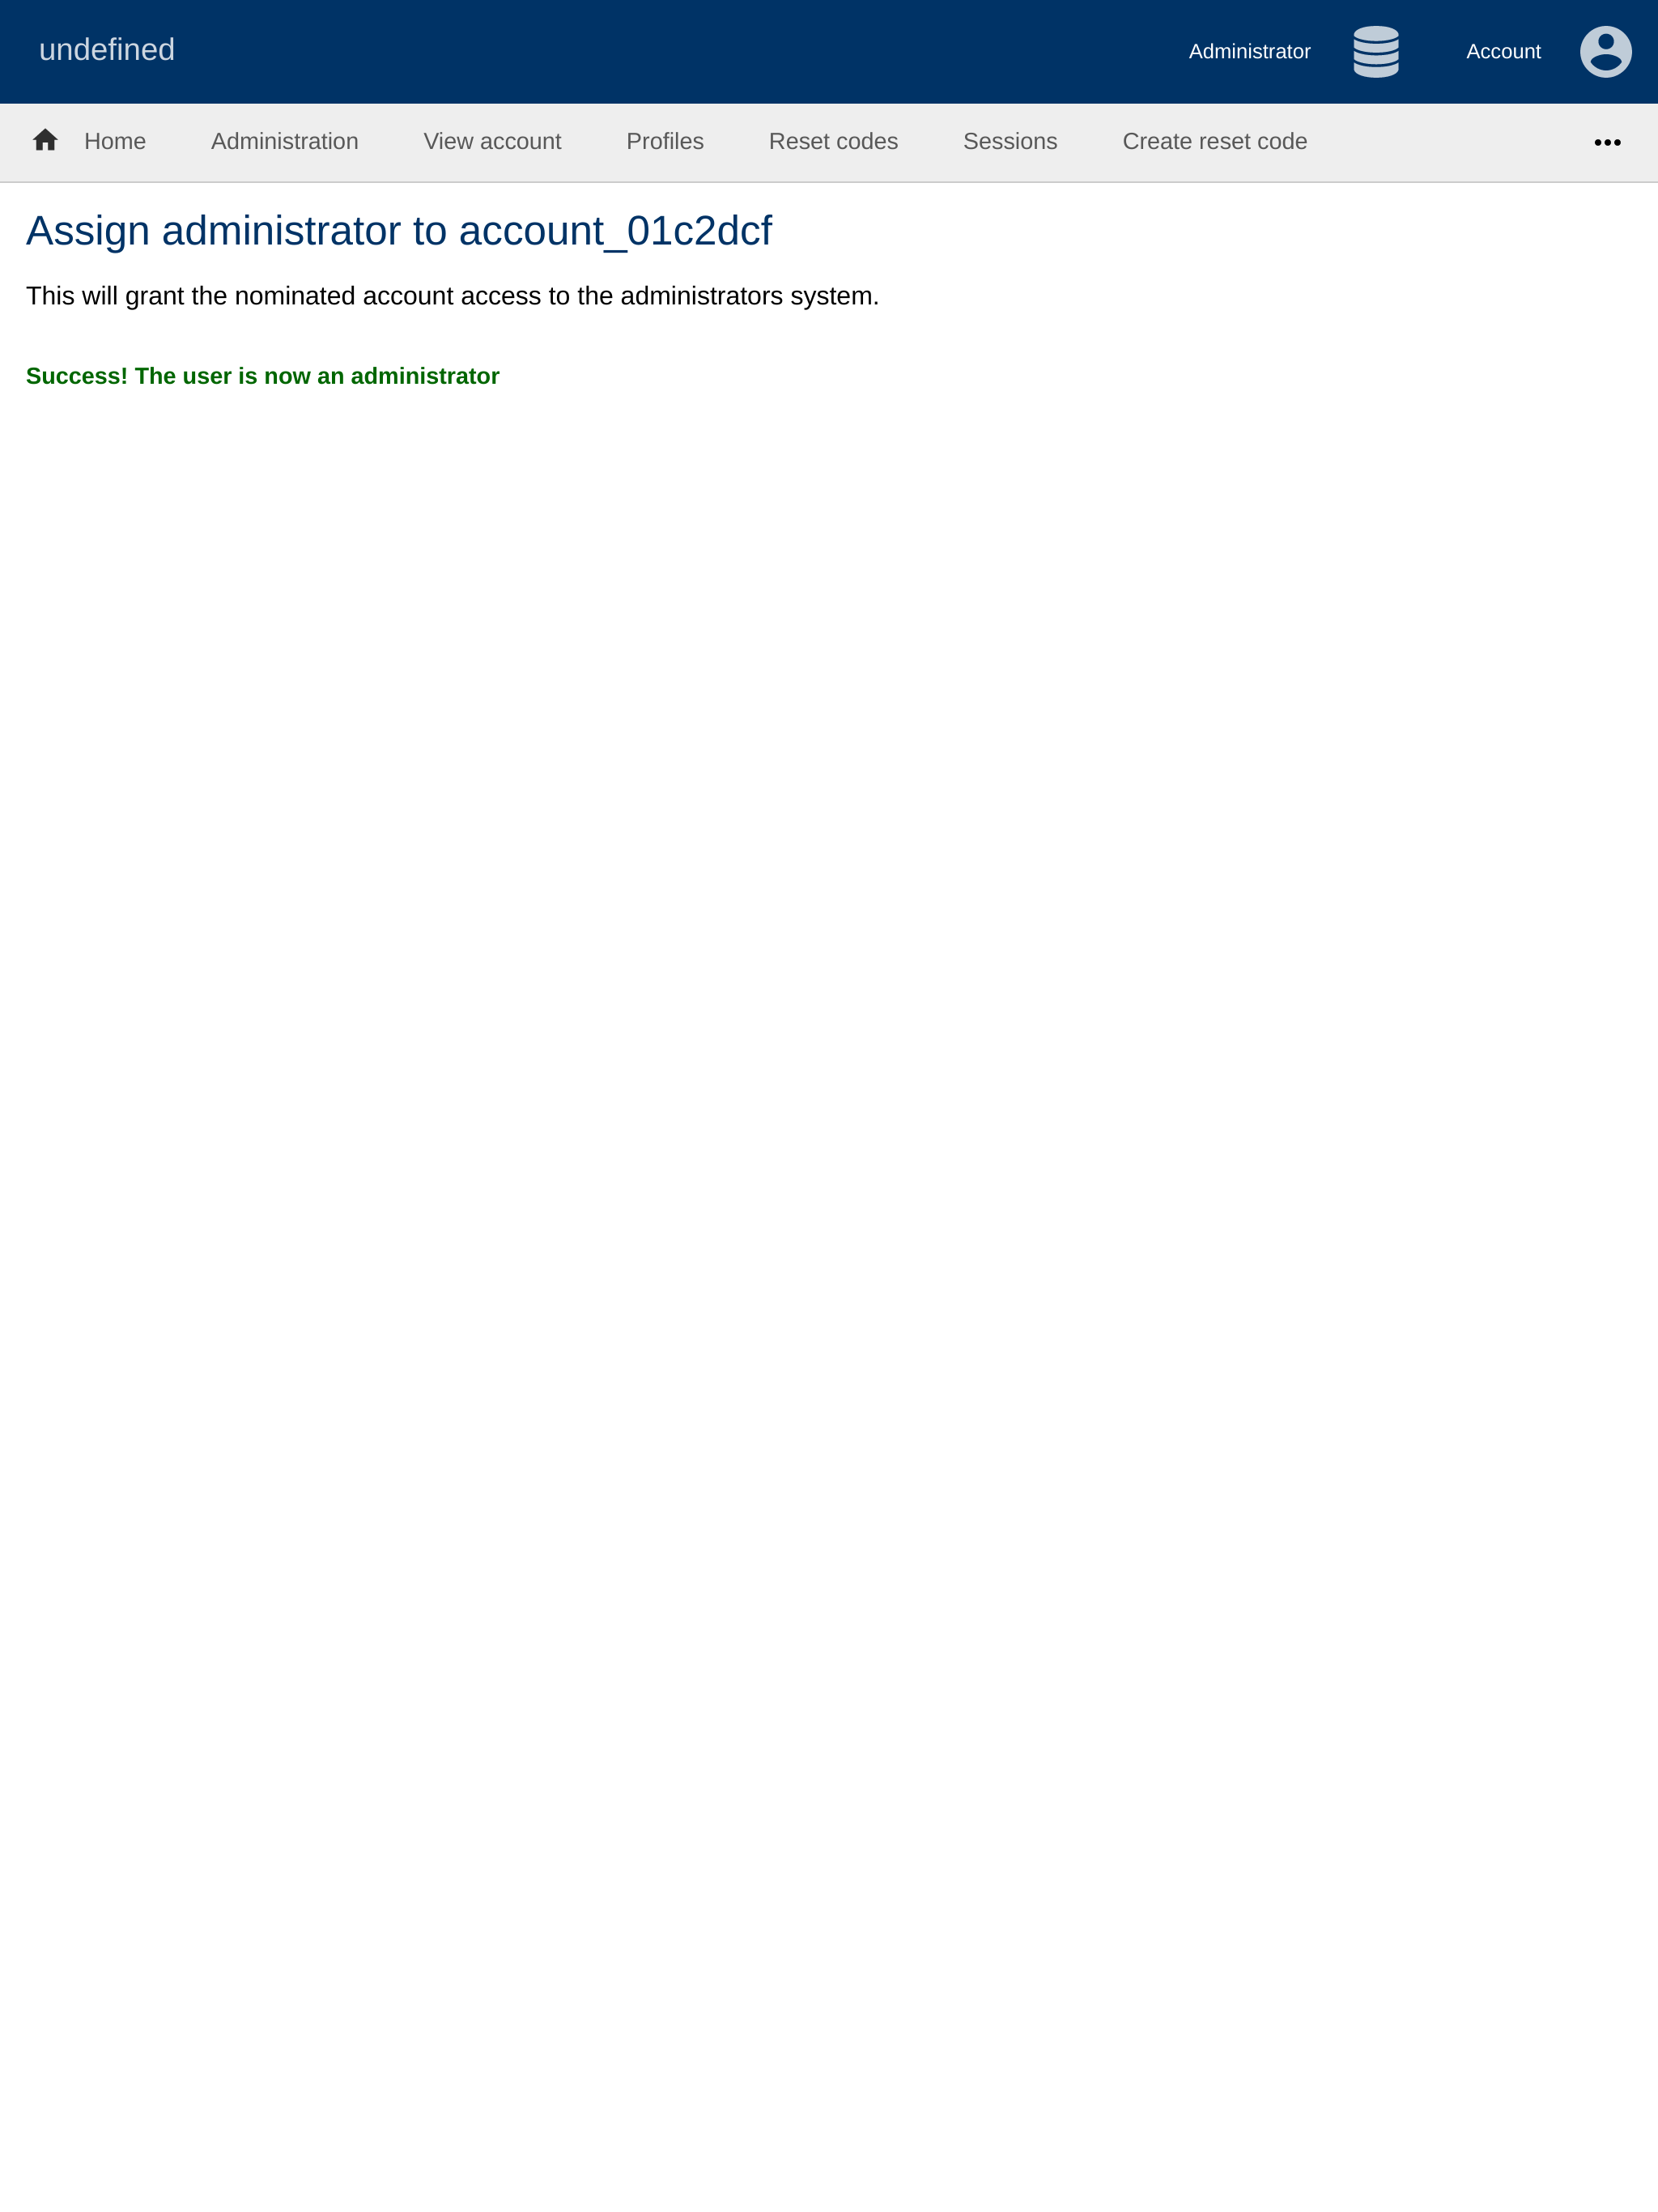 undefined
Administrator
Account
Home
Administration
View account
Profiles
Reset codes
Sessions
Create reset code
Assign administrator to account_01c2dcf
This will grant the nominated account access to the administrators system.
Success! The user is now an administrator